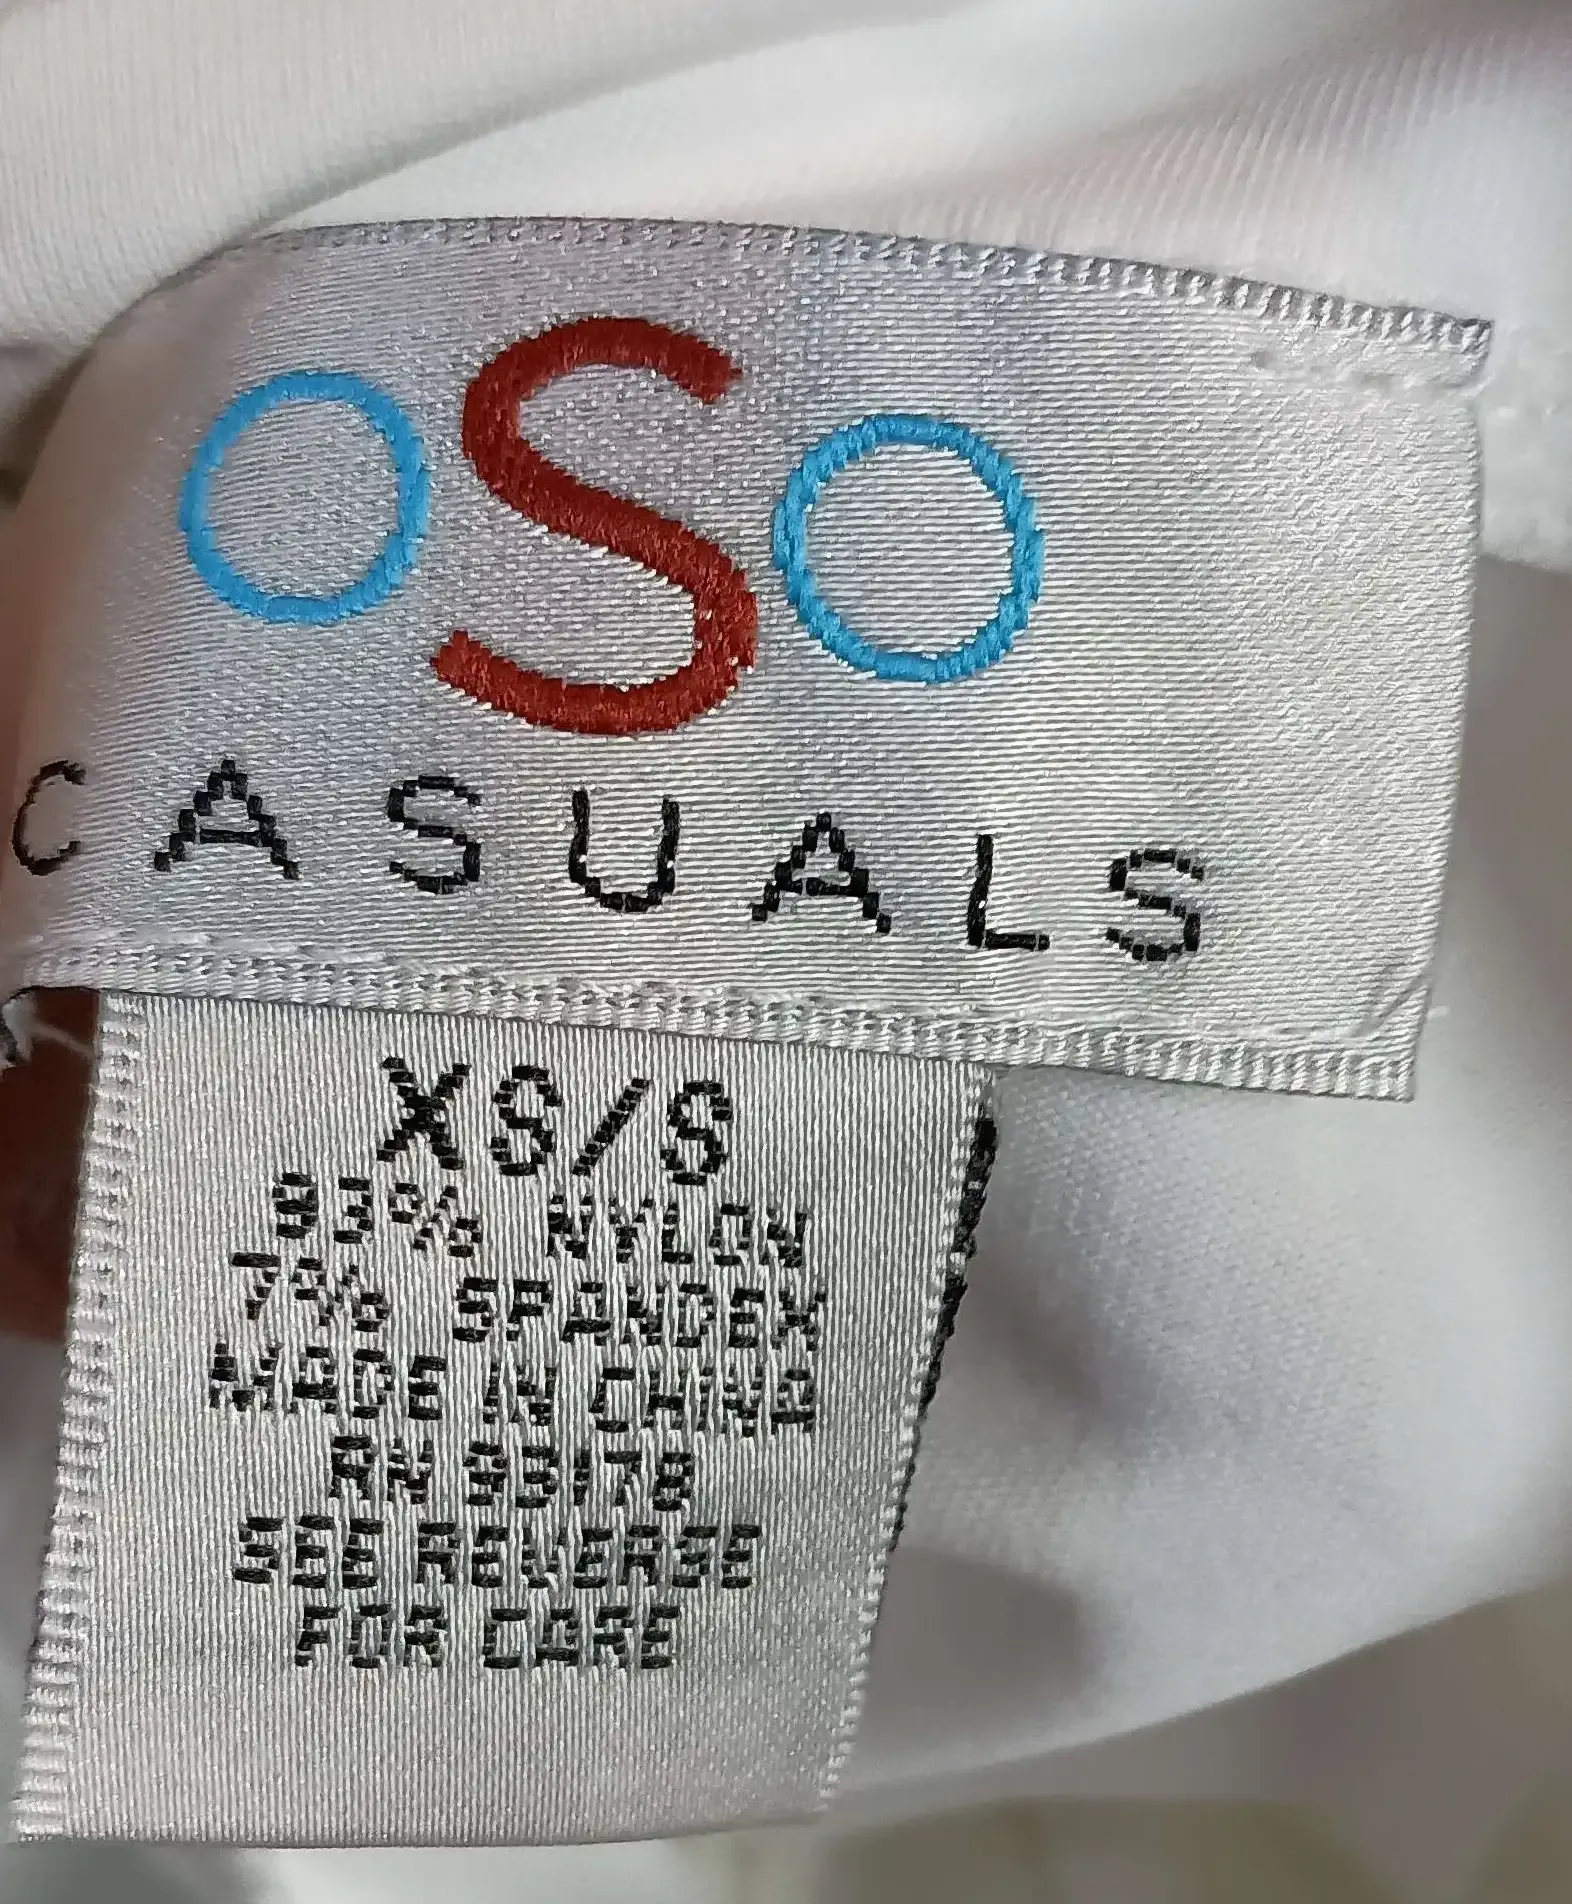 oSo
CASUALS
XS/S
93% NYLON
7% SPANDEX
MADE IN CHINA
RN 93178
SEE REVERSE
FOR CARE